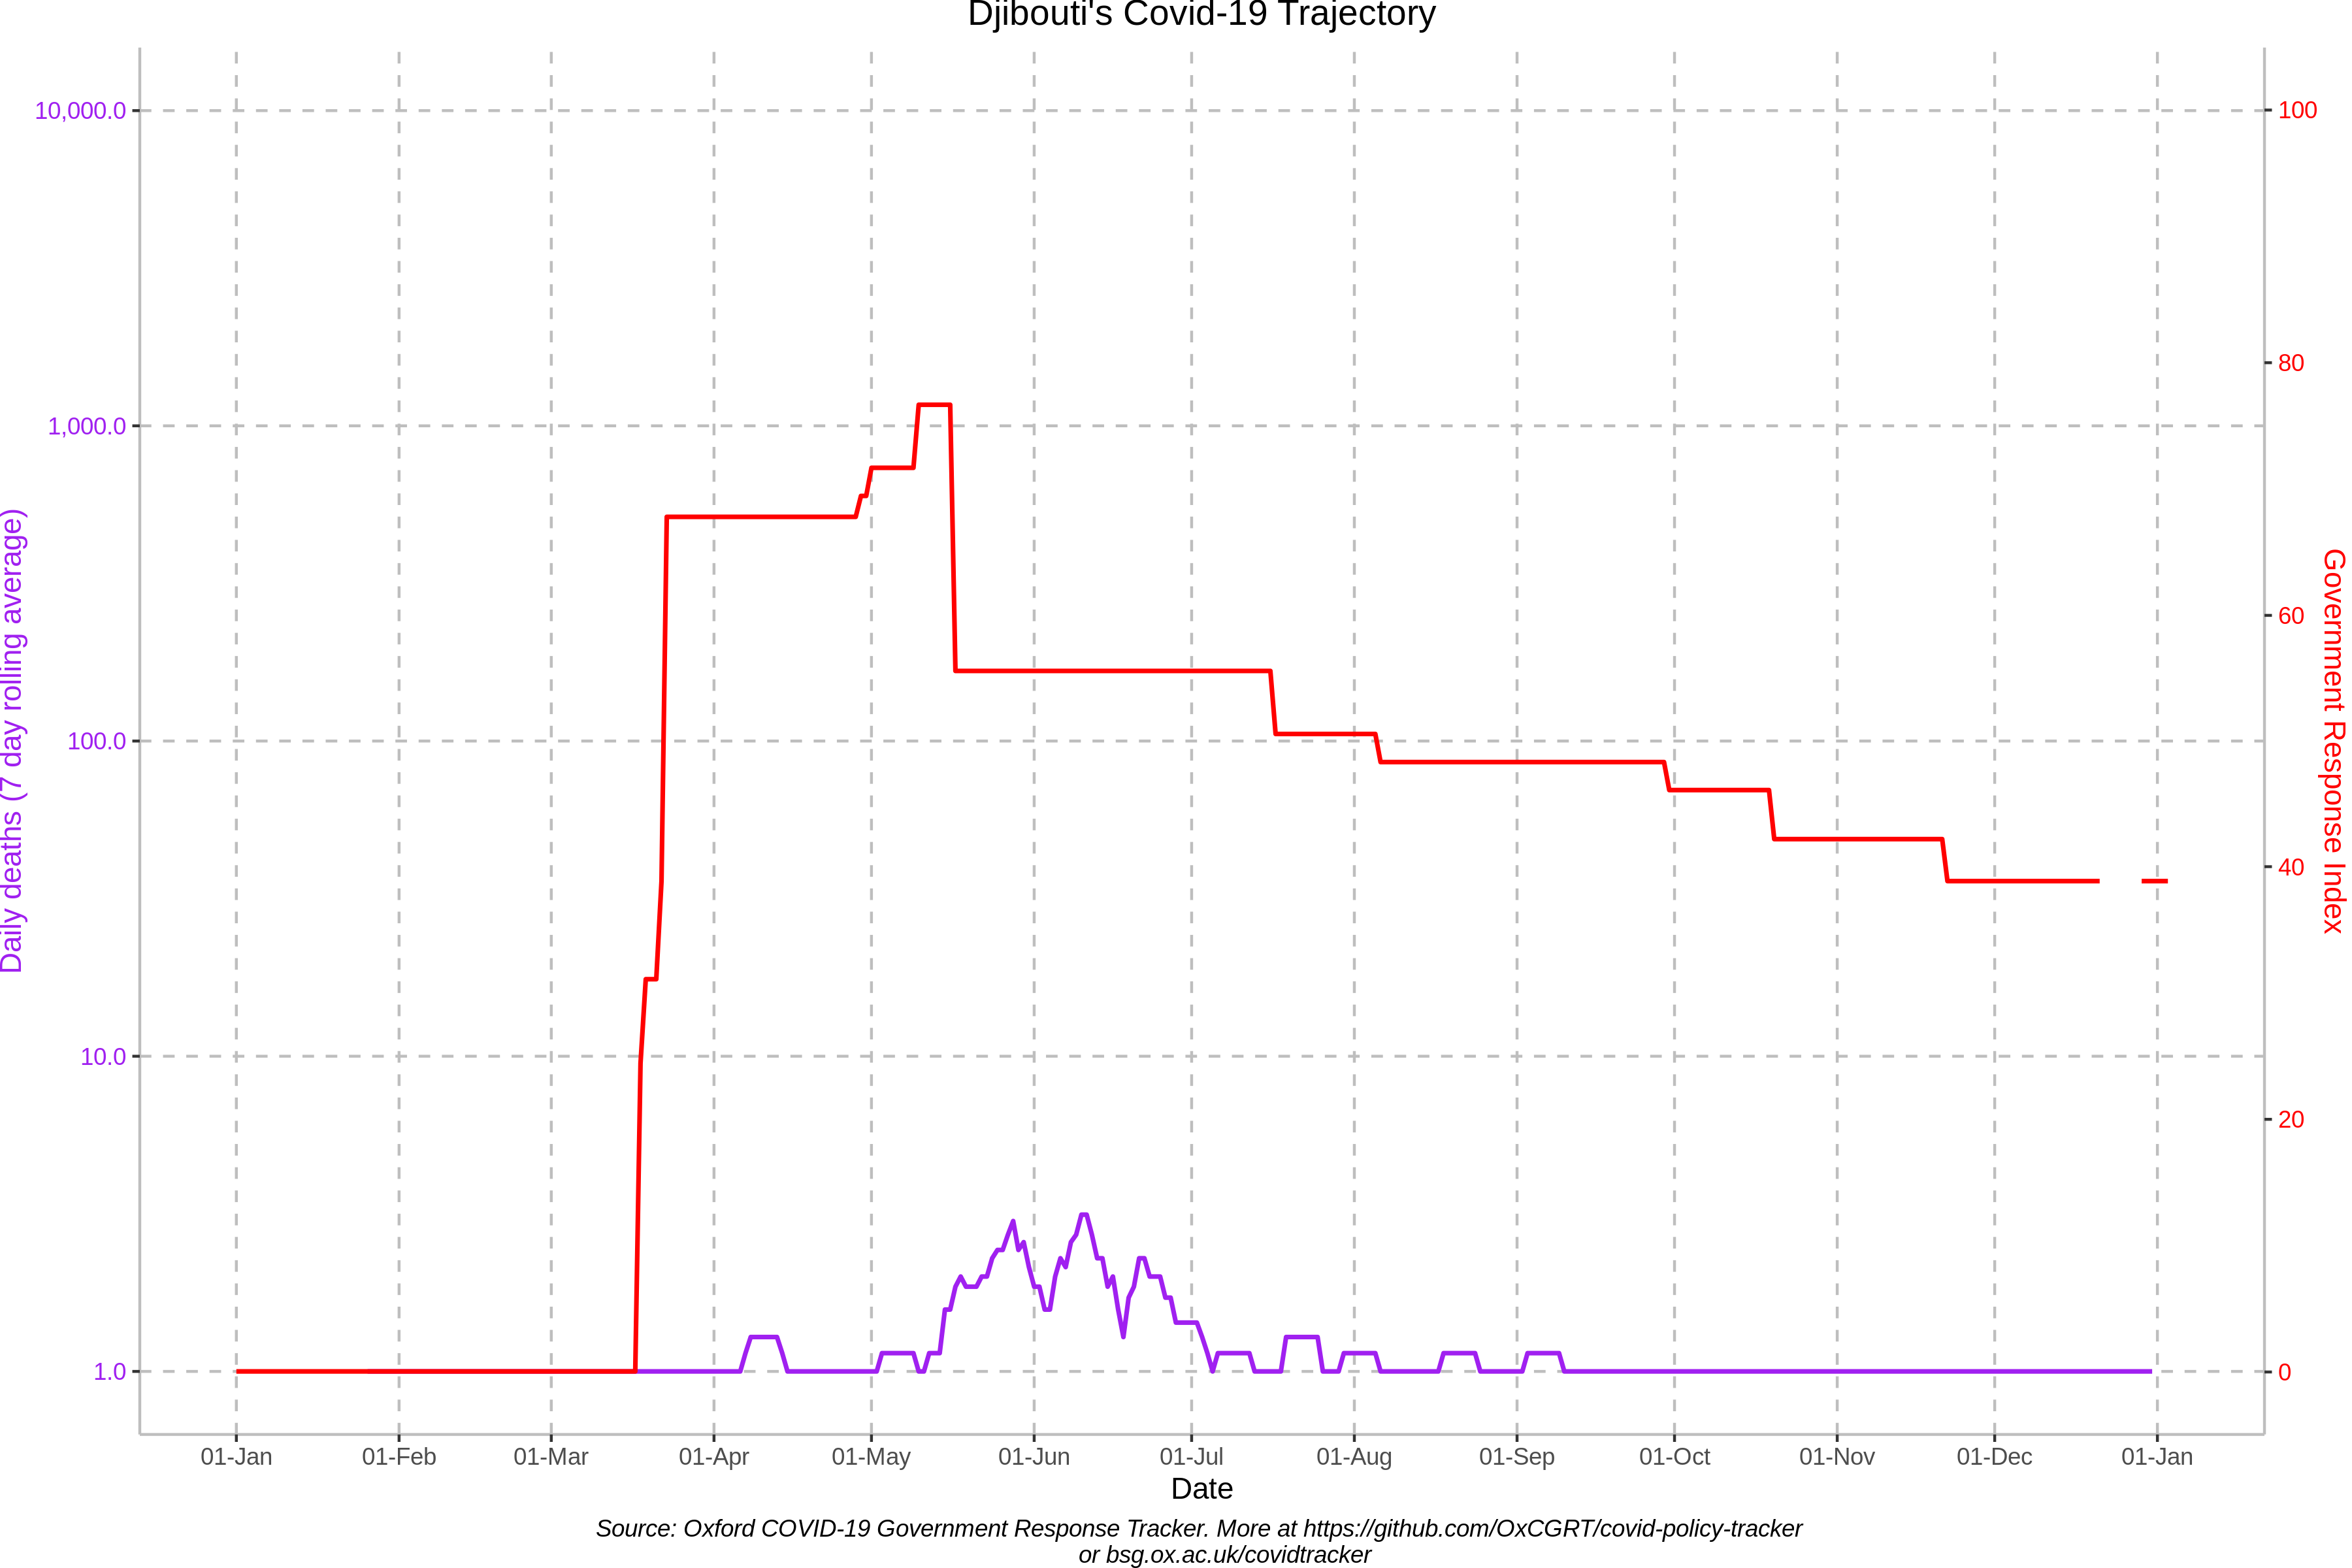 Djibouti's Covid-19 Trajectory
10,000.0
1,000.0
100.0
10.0
1.0
Daily deaths (7 day rolling average)
100
80
60
40
20
0
Government Response Index
01-Jan 01-Feb 01-Mar 01-Apr 01-May 01-Jun 01-Jul 01-Aug 01-Sep 01-Oct 01-Nov 01-Dec 01-Jan
Date
Source: Oxford COVID-19 Government Response Tracker. More at https://github.com/OxCGRT/covid-policy-tracker
or bsg.ox.ac.uk/covidtracker